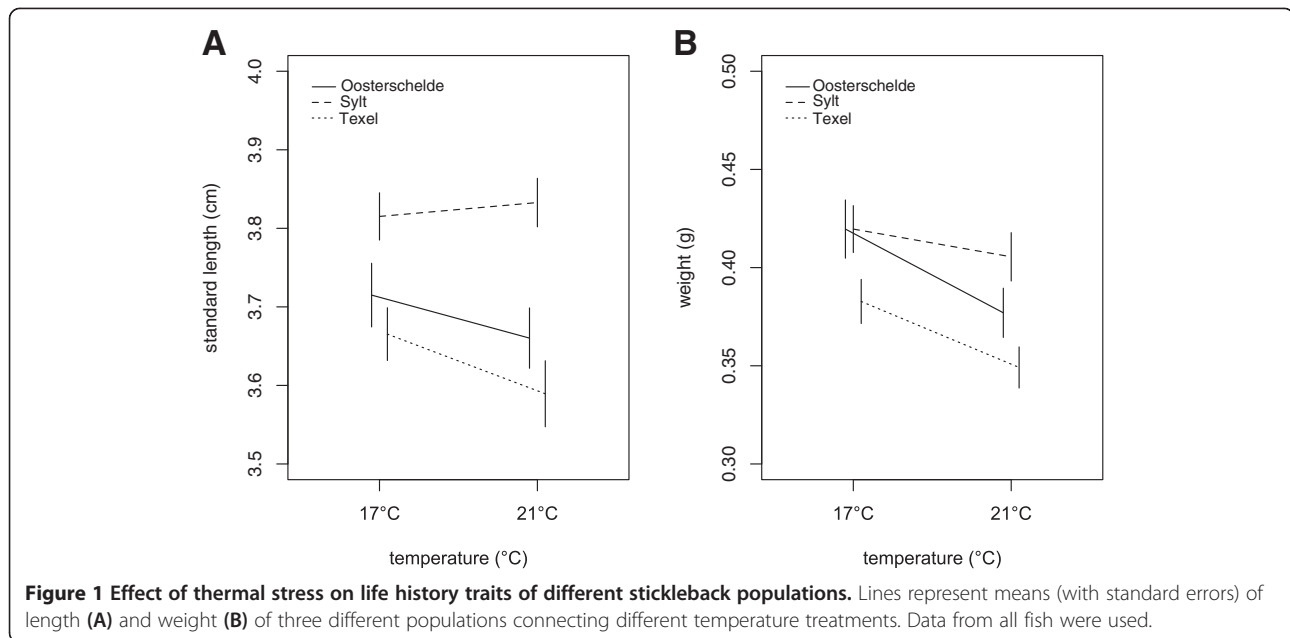 A
4.0
3.9
3.8
3.7
3.6
3.5
standard length (cm)
Oosterschelde
Sylt
Texel
17°C
21°C
temperature (°C)
B
0.50
0.45
0.40
0.35
0.30
weight (g)
Oosterschelde
Sylt
Texel
17°C
21°C
temperature (°C)
Figure 1 Effect of thermal stress on life history traits of different stickleback populations. Lines represent means (with standard errors) of
length (A) and weight (B) of three different populations connecting different temperature treatments. Data from all fish were used.